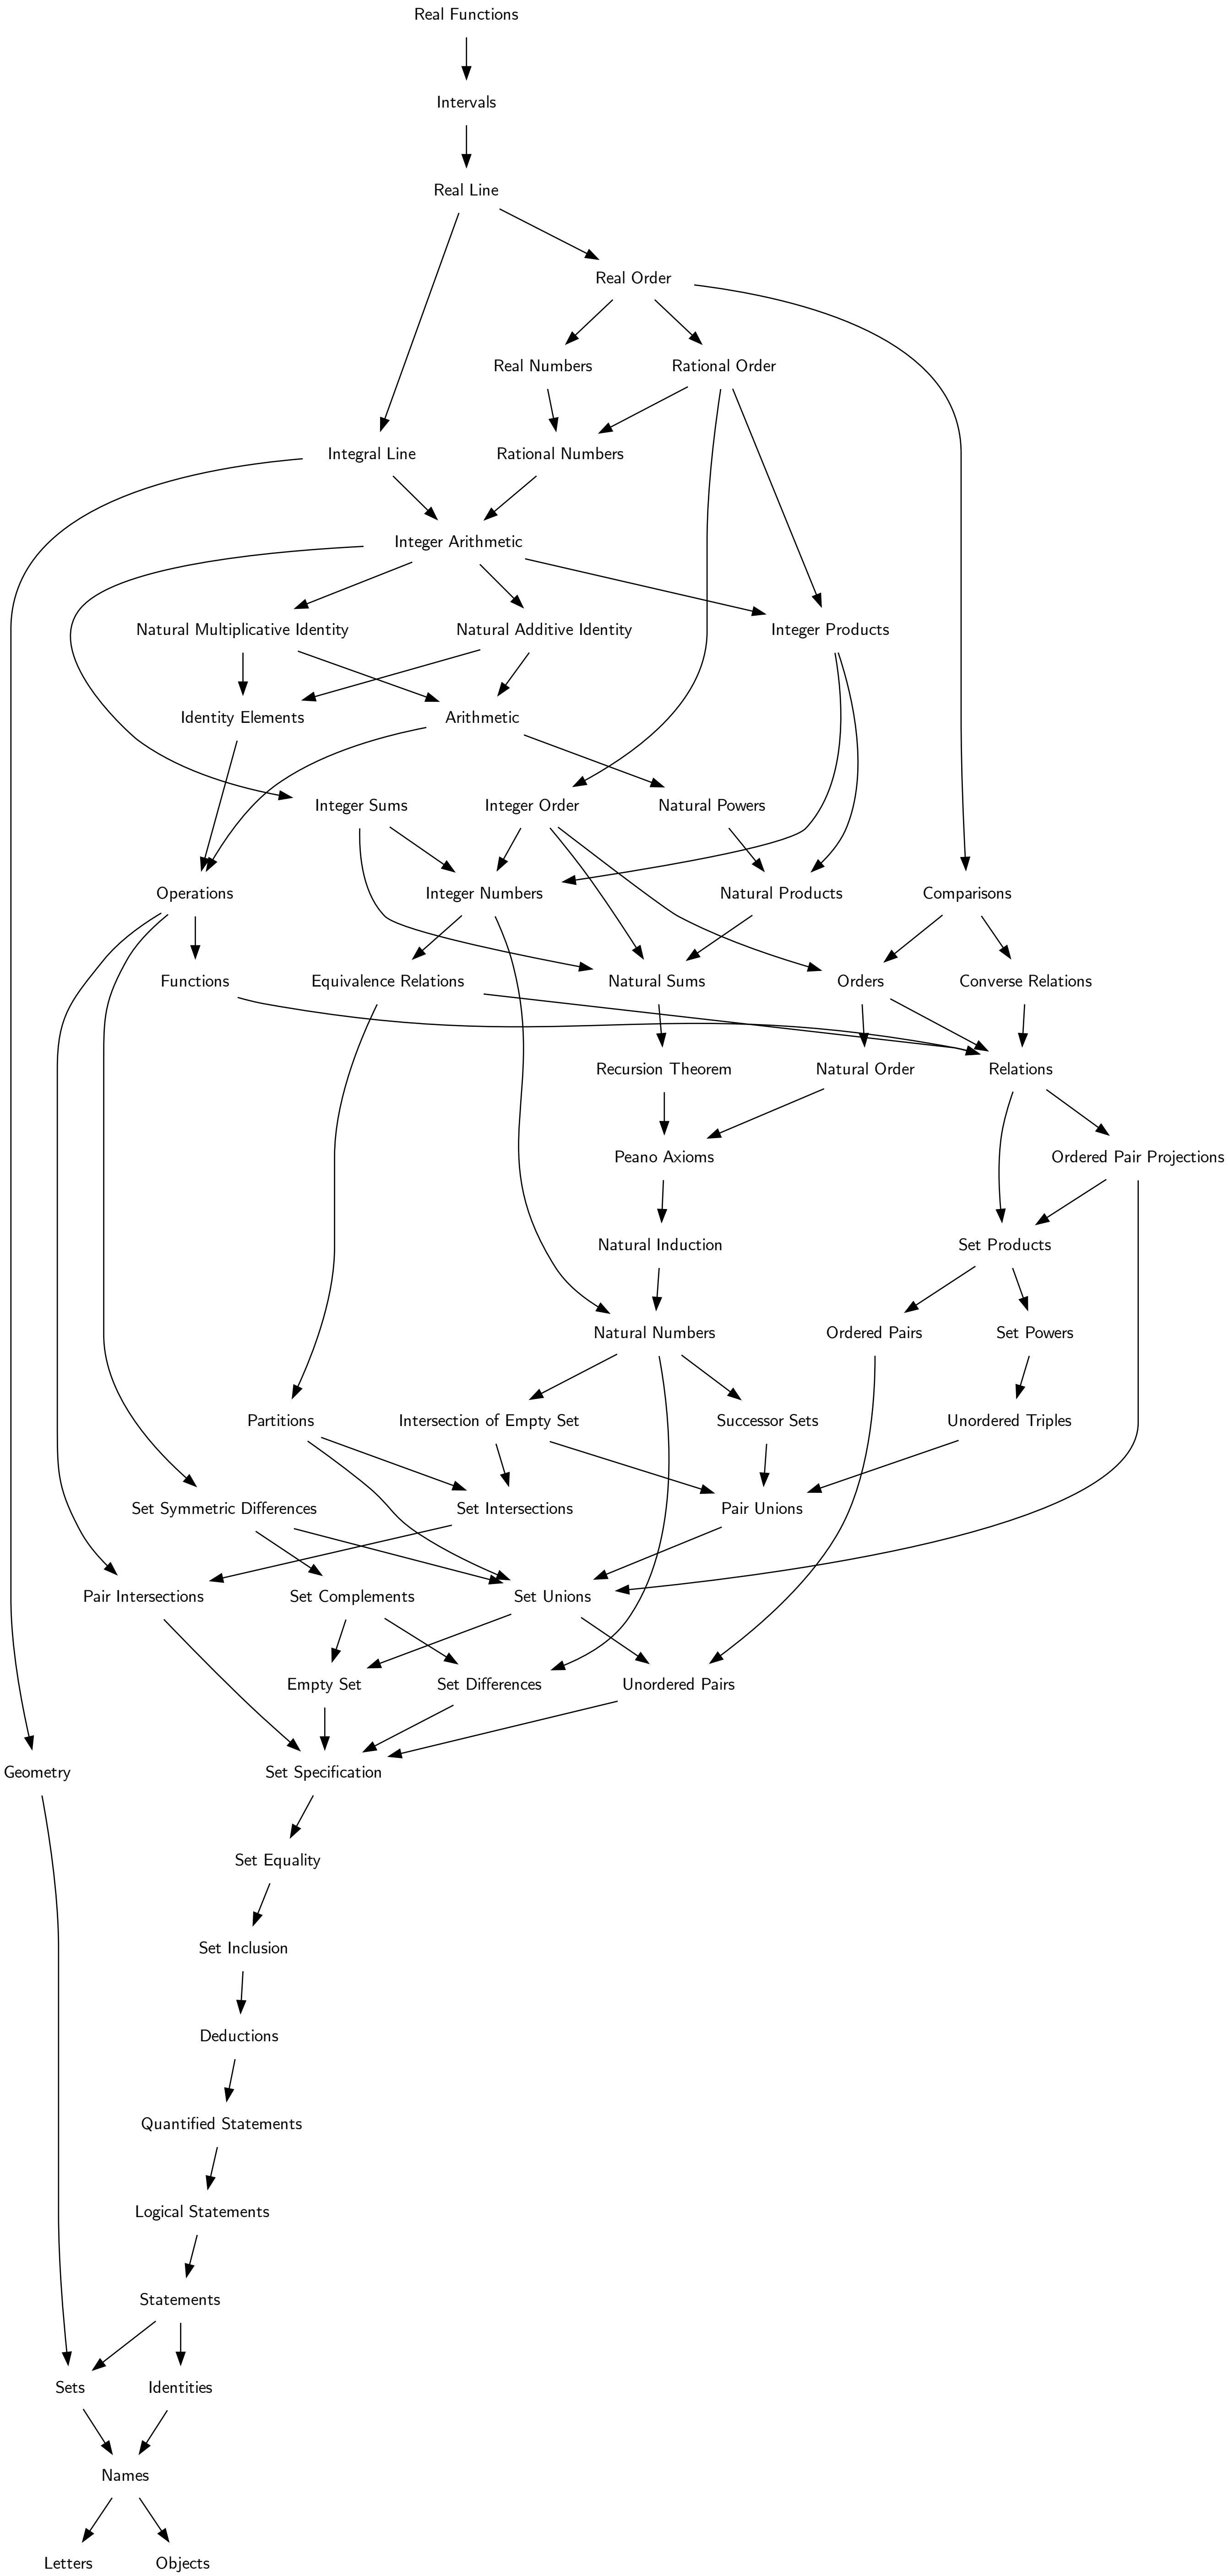 Real Functions
Intervals
Real Line
Real Order
Real Numbers
Rational Order
Integral Line
Rational Numbers
Integer Arithmetic
Natural Multiplicative Identity
Natural Additive Identity
Integer Products
Identity Elements
Arithmetic
Integer Sums
Integer Order
Natural Powers
Operations
Integer Numbers
Natural Products
Comparisons
Functions
Equivalence Relations
Natural Sums
Orders
Converse Relations
Recursion Theorem
Natural Order
Relations
Peano Axioms
Ordered Pair Projections
Natural Induction
Set Products
Natural Numbers
Ordered Pairs
Set Powers
Partitions
Intersection of Empty Set
Successor Sets
Unordered Triples
Set Symmetric Differences
Set Intersections
Pair Unions
Pair Intersections
Set Complements
Set Unions
Empty Set
Set Differences
Unordered Pairs
Geometry
Set Specification
Set Equality
Set Inclusion
Deductions
Quantified Statements
Logical Statements
Statements
Sets
Identities
Names
Letters
Objects